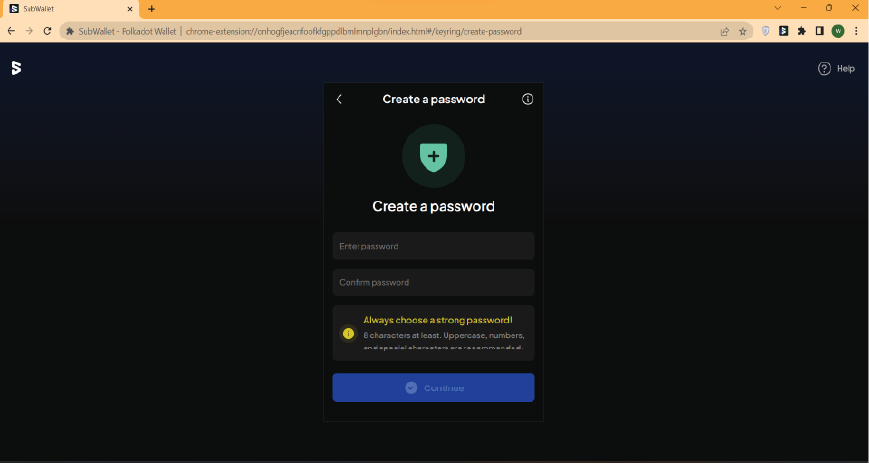 SubWallet
SubWallet - Polkadot Wallet | chrome-extension://cnhogfjeacnfoofkfgppdlbmlmnplgbn/index.html#/keyring/create-password
W
Help
Create a password
Create a password
Enter password
Confirm password
Always choose a strong password!
8 characters at least. Uppercase, numbers,
and special characters are recommended.
Continue